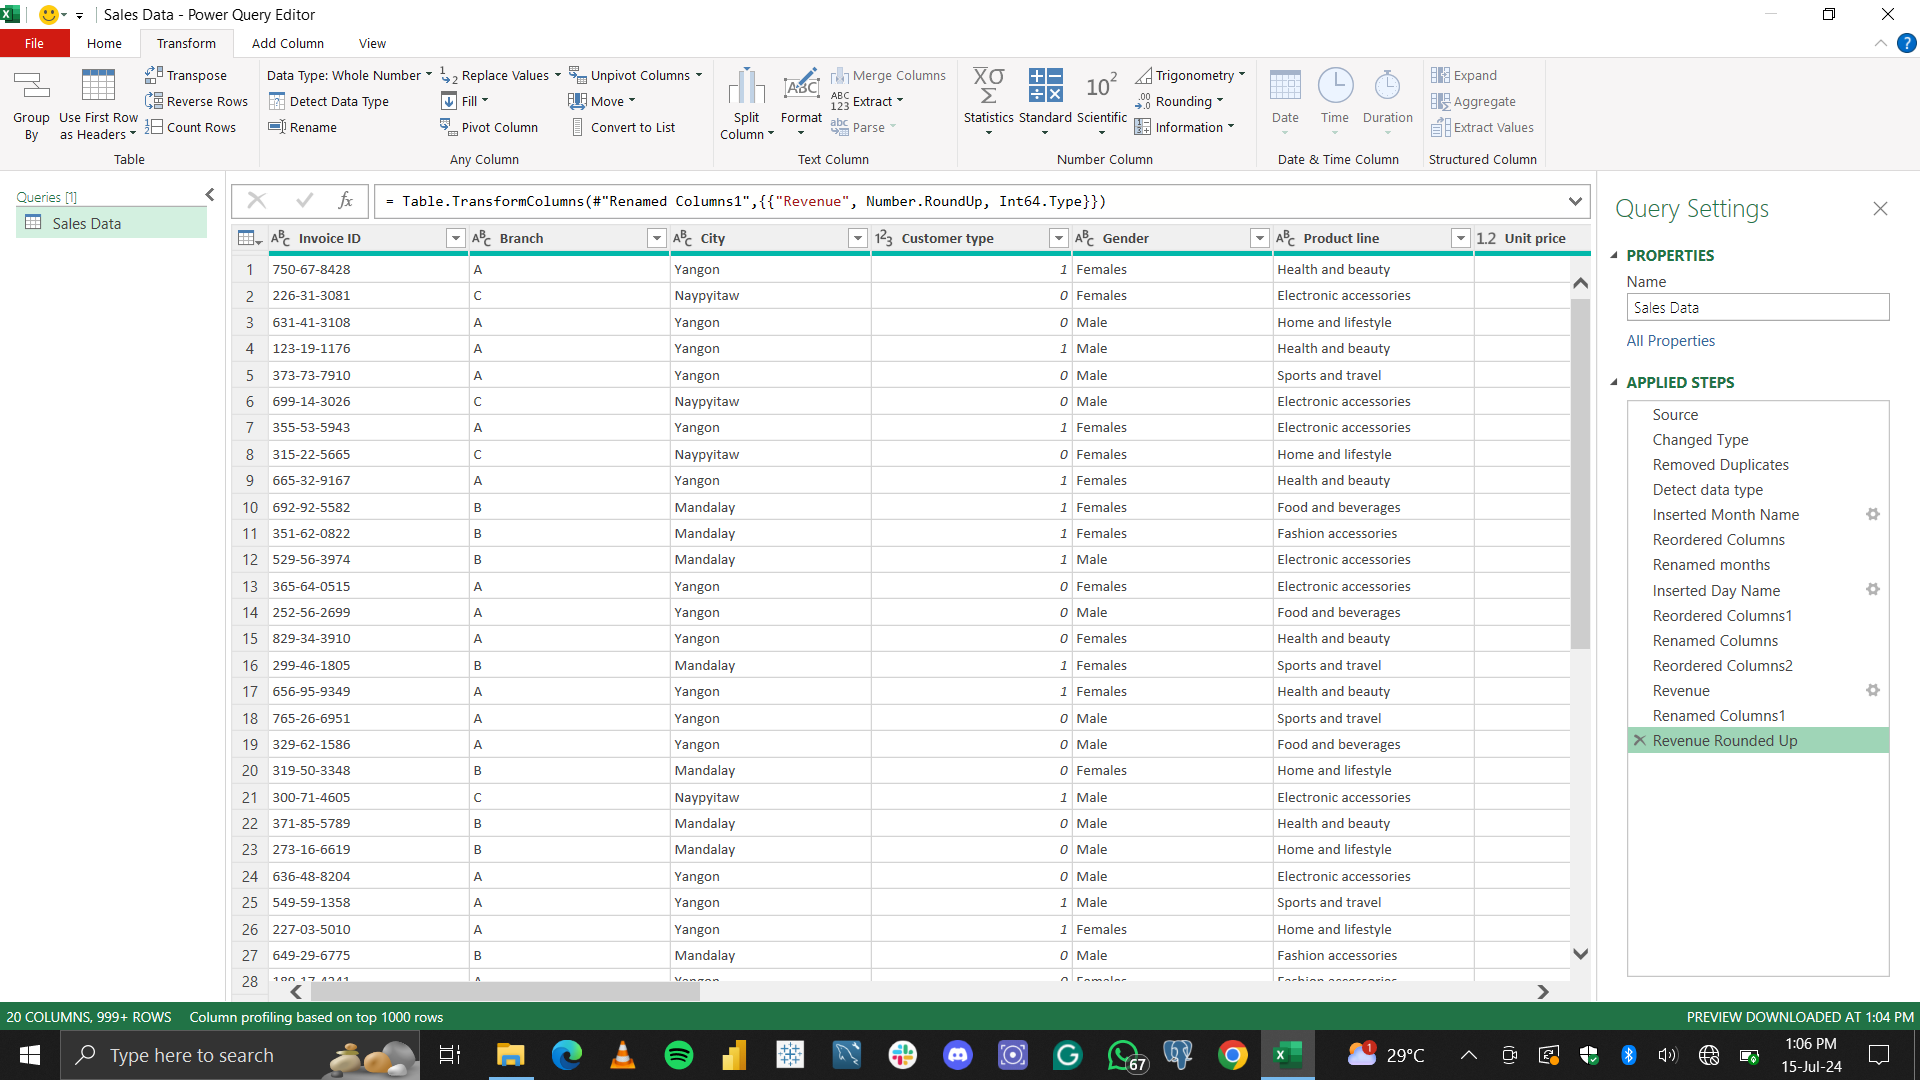 Sales Data - Power Query Editor
File Home Transform Add Column View
Group By
Use First Row as Headers
Transpose
Reverse Rows
Count Rows
Table
Data Type: Whole Number
Detect Data Type
Rename
Replace Values
Fill
Pivot Column
Unpivot Columns
Move
Convert to List
Any Column
Split Column
Format
Merge Columns
Extract
Parse
Text Column
Statistics
Standard
Scientific
Trigonometry
Rounding
Information
Number Column
Date
Time
Duration
Date & Time Column
Expand
Aggregate
Extract Values
Structured Column
Queries [1]
Sales Data
fx
= Table.TransformColumns(#"Renamed Columns1",{{"Revenue", Number.RoundUp, Int64.Type}})
Invoice ID Branch City Customer type Gender Product line 1.2 Unit price
1 750-67-8428 A Yangon 1 Females Health and beauty
2 226-31-3081 C Naypyitaw 0 Females Electronic accessories
3 631-41-3108 A Yangon 0 Male Home and lifestyle
4 123-19-1176 A Yangon 1 Male Health and beauty
5 373-73-7910 A Yangon 0 Male Sports and travel
6 699-14-3026 C Naypyitaw 0 Male Electronic accessories
7 355-53-5943 A Yangon 1 Females Electronic accessories
8 315-22-5665 C Naypyitaw 0 Females Home and lifestyle
9 665-32-9167 A Yangon 1 Females Health and beauty
10 692-92-5582 B Mandalay 1 Females Food and beverages
11 351-62-0822 B Mandalay 1 Females Fashion accessories
12 529-56-3974 B Mandalay 1 Male Electronic accessories
13 365-64-0515 A Yangon 0 Females Electronic accessories
14 252-56-2699 A Yangon 0 Male Food and beverages
15 829-34-3910 A Yangon 0 Females Health and beauty
16 299-46-1805 B Mandalay 1 Females Sports and travel
17 656-95-9349 A Yangon 1 Females Health and beauty
18 765-26-6951 A Yangon 0 Male Sports and travel
19 329-62-1586 A Yangon 0 Male Food and beverages
20 319-50-3348 B Mandalay 0 Females Home and lifestyle
21 300-71-4605 C Naypyitaw 1 Male Electronic accessories
22 371-85-5789 B Mandalay 0 Male Health and beauty
23 273-16-6619 B Mandalay 0 Male Home and lifestyle
24 636-48-8204 A Yangon 0 Male Electronic accessories
25 549-59-1358 A Yangon 1 Male Sports and travel
26 227-03-5010 A Yangon 1 Females Home and lifestyle
27 649-29-6775 B Mandalay 0 Male Fashion accessories
28
Query Settings
PROPERTIES
Name
Sales Data
All Properties
APPLIED STEPS
Source
Changed Type
Removed Duplicates
Detect data type
Inserted Month Name
Reordered Columns
Renamed months
Inserted Day Name
Reordered Columns1
Renamed Columns
Reordered Columns2
Revenue
Renamed Columns1
Revenue Rounded Up
20 COLUMNS, 999+ ROWS Column profiling based on top 1000 rows
PREVIEW DOWNLOADED AT 1:04 PM
Type here to search
67
1
29°C
1:06 PM
15-Jul-24